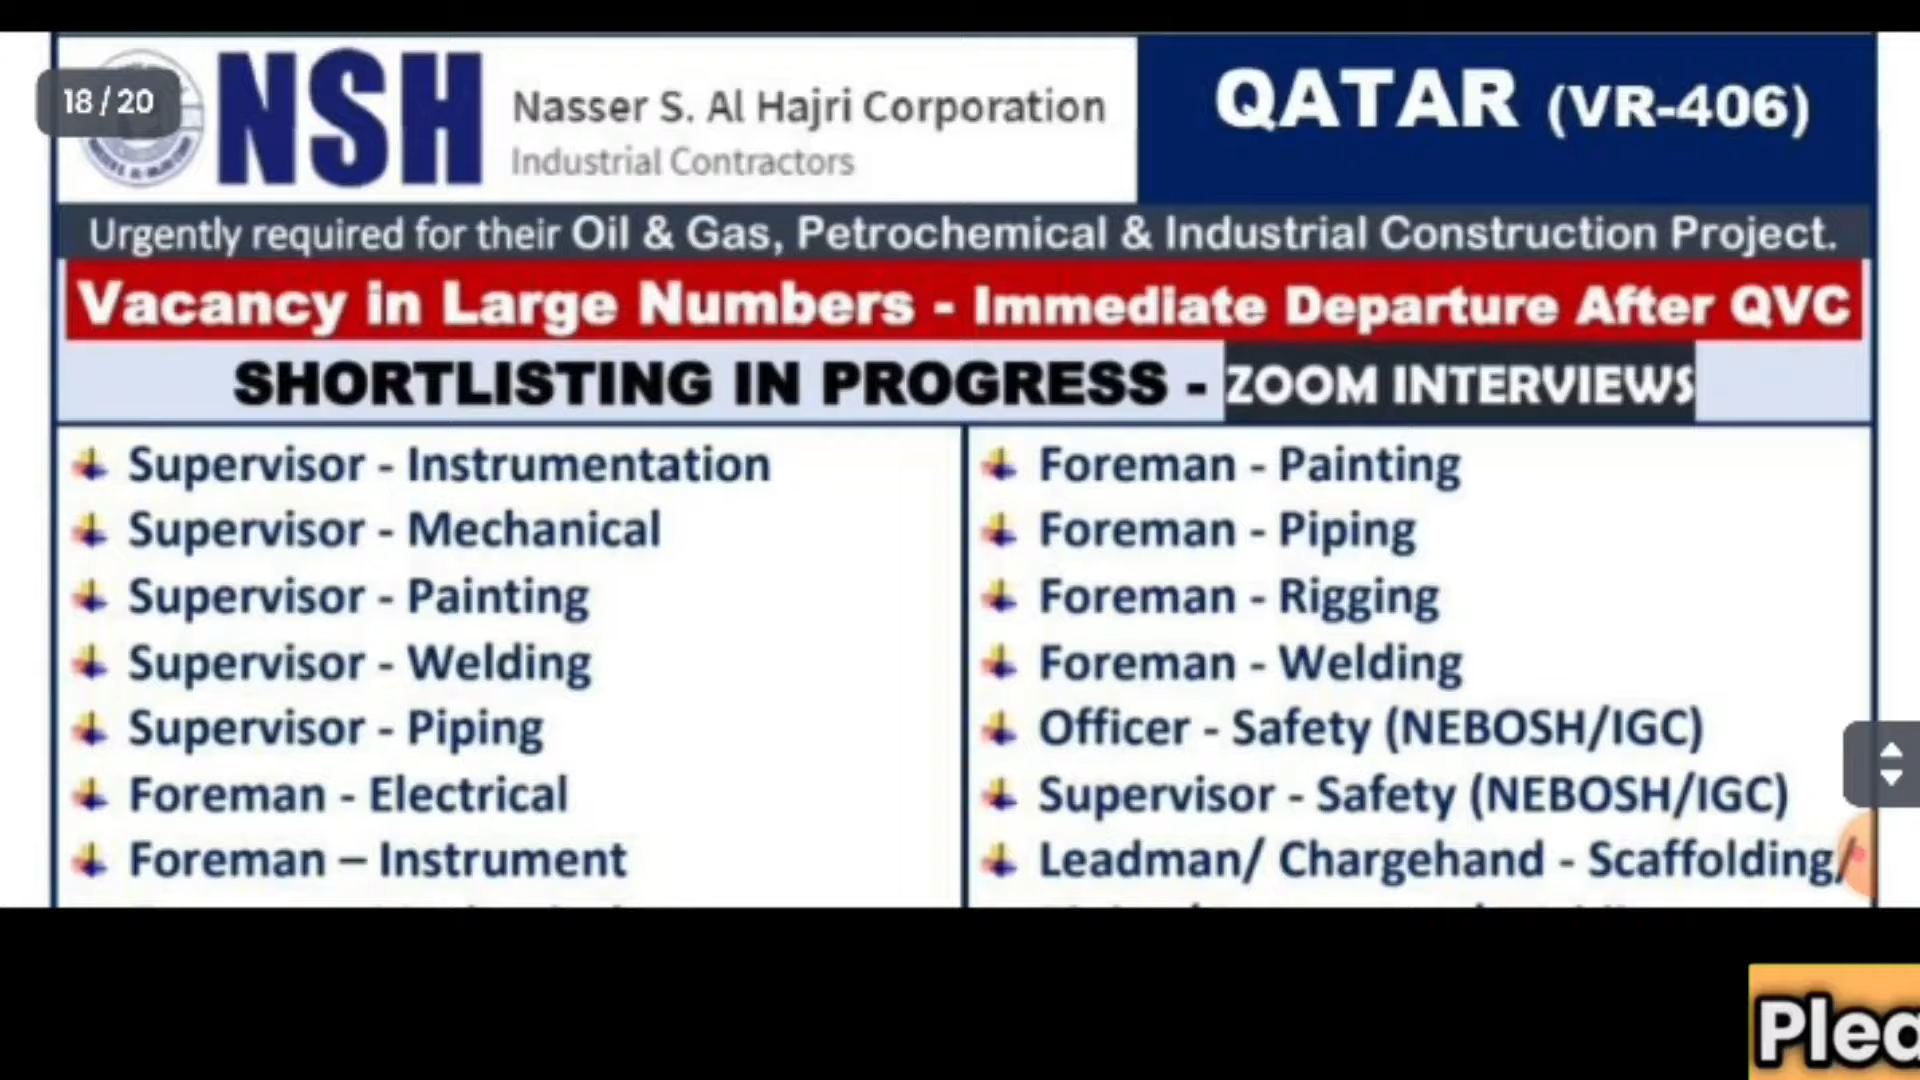 18 / 20
NSH
Nasser S. Al Hajri Corporation
Industrial Contractors
QATAR (VR-406)
Urgently required for their Oil & Gas, Petrochemical & Industrial Construction Project.
Vacancy in Large Numbers - Immediate Departure After QVC
SHORTLISTING IN PROGRESS - ZOOM INTERVIEWS
Supervisor - Instrumentation
Supervisor - Mechanical
Supervisor - Painting
Supervisor - Welding
Supervisor - Piping
Foreman - Electrical
Foreman – Instrument
Foreman - Painting
Foreman - Piping
Foreman - Rigging
Foreman - Welding
Officer - Safety (NEBOSH/IGC)
Supervisor - Safety (NEBOSH/IGC)
Leadman/ Chargehand - Scaffolding/